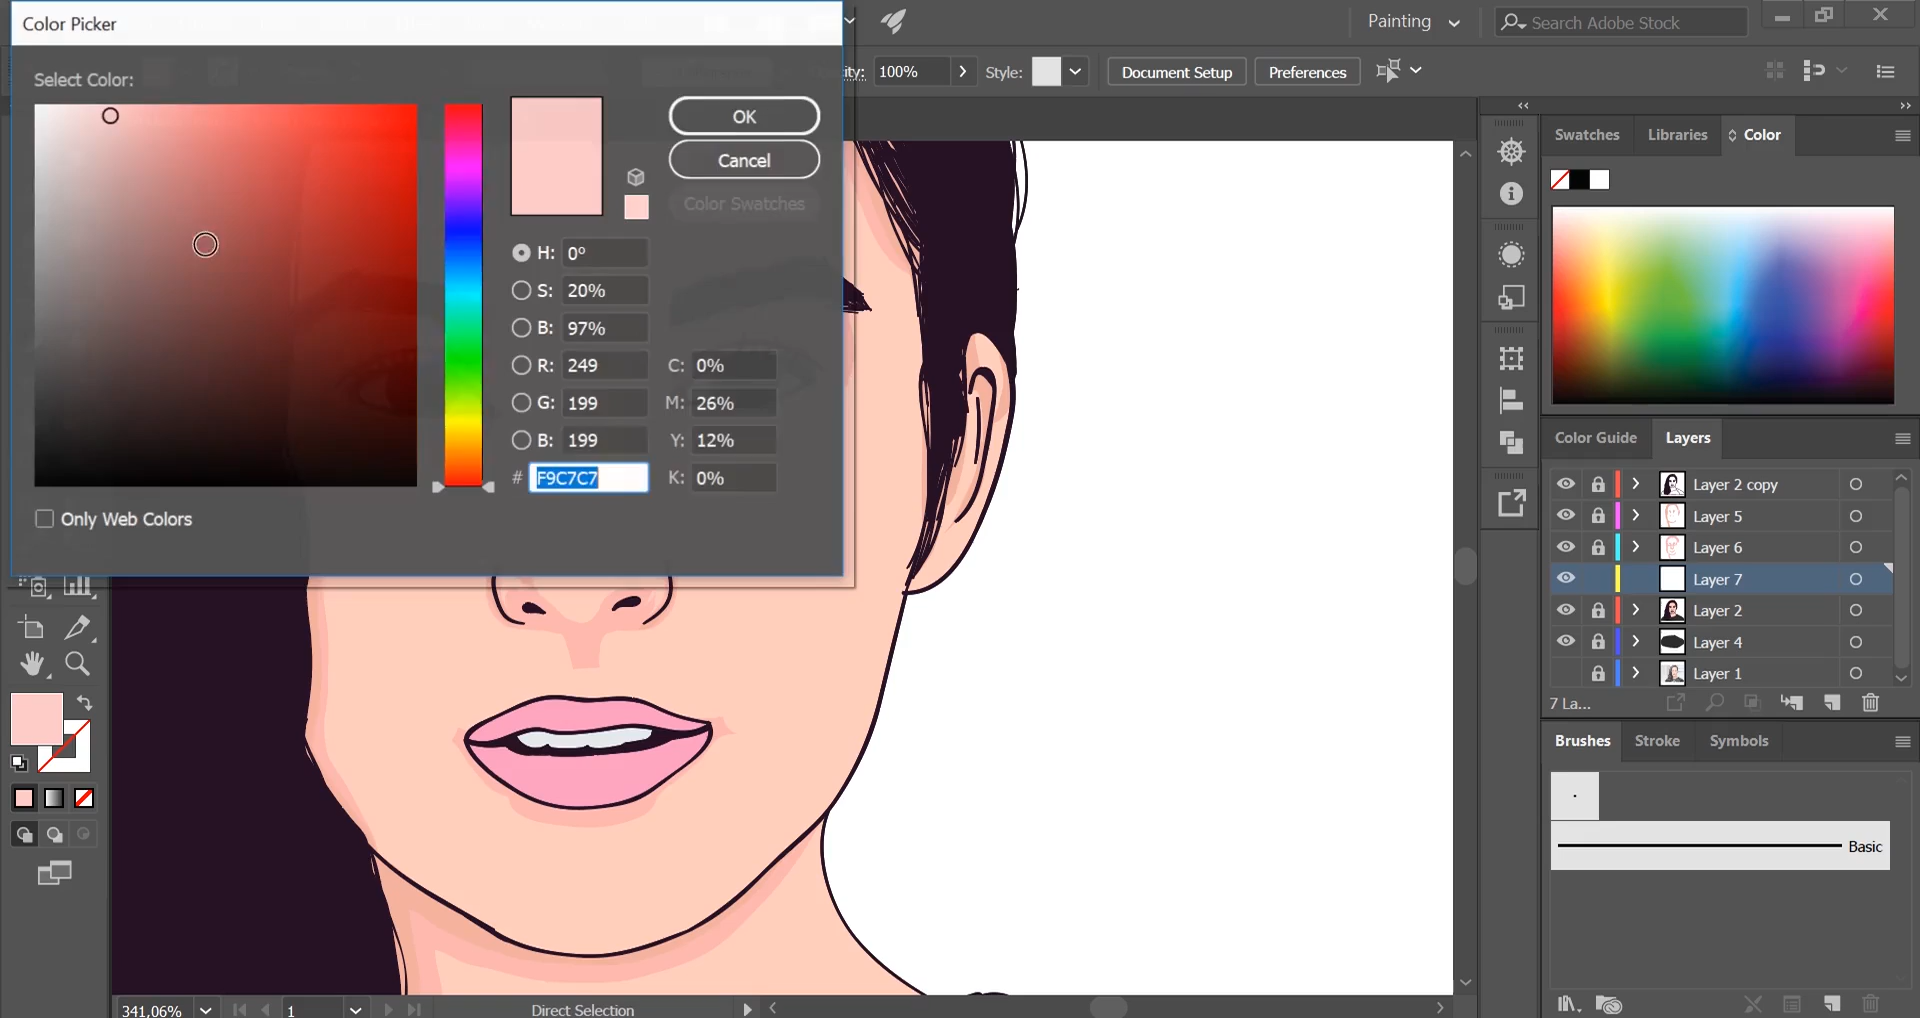 Color Picker
Painting
Search Adobe Stock
Select Color:
ity: 100%
Style:
Document Setup
Preferences
OK
Cancel
Color Swatches
H: 0°
S: 20%
B: 97%
R: 249
G: 199
B: 199
# F9C7C7
C: 0%
M: 26%
Y: 12%
K: 0%
Only Web Colors
Swatches
Libraries
Color
Color Guide
Layers
Layer 2 copy
Layer 5
Layer 6
Layer 7
Layer 2
Layer 4
Layer 1
7 La...
Brushes
Stroke
Symbols
Basic
341,06%
1
Direct Selection